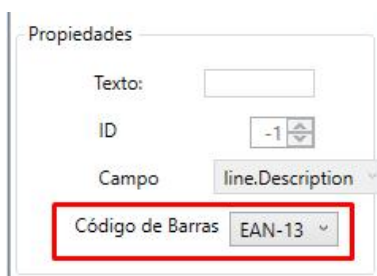 Propiedades
Texto:
ID -1
Campo line.Description
Código de Barras EAN-13